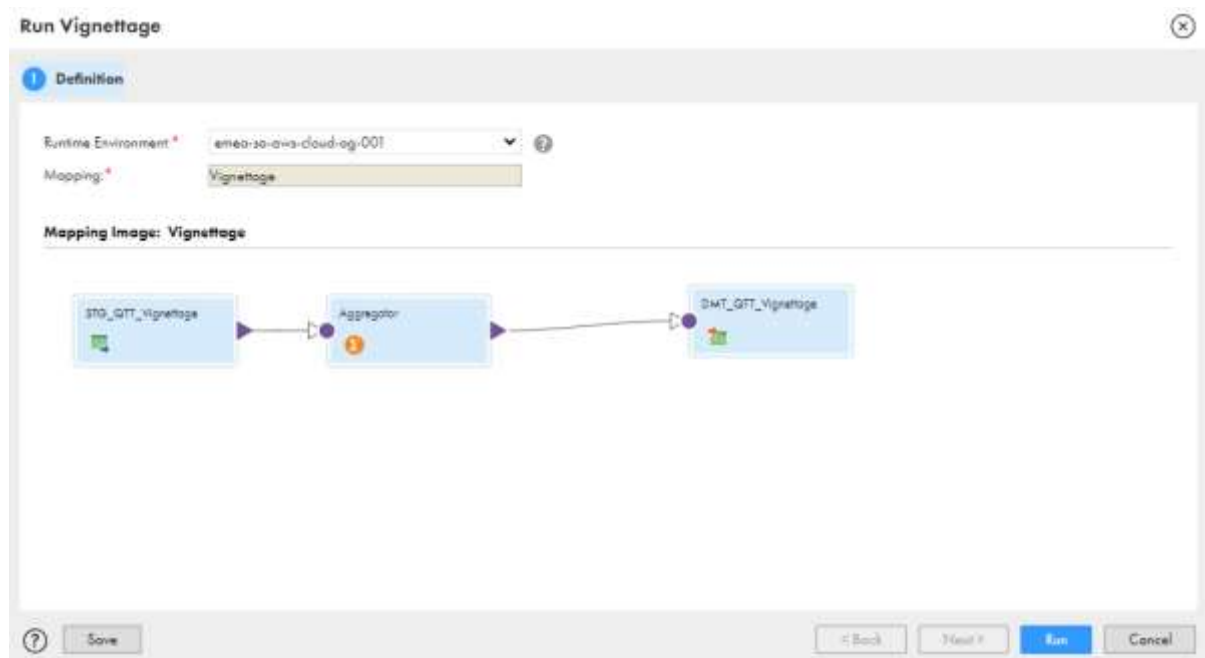 Run Vignettage
1 Definition
Runtime Environment *
emea-sa-aws-cloud-ag-001
Mapping: *
Vignettage
Mapping Image: Vignettage
STG_QTT_Vignettage
Aggregator
DMT_QTT_Vignettage
Save
< Back
Next >
Run
Cancel